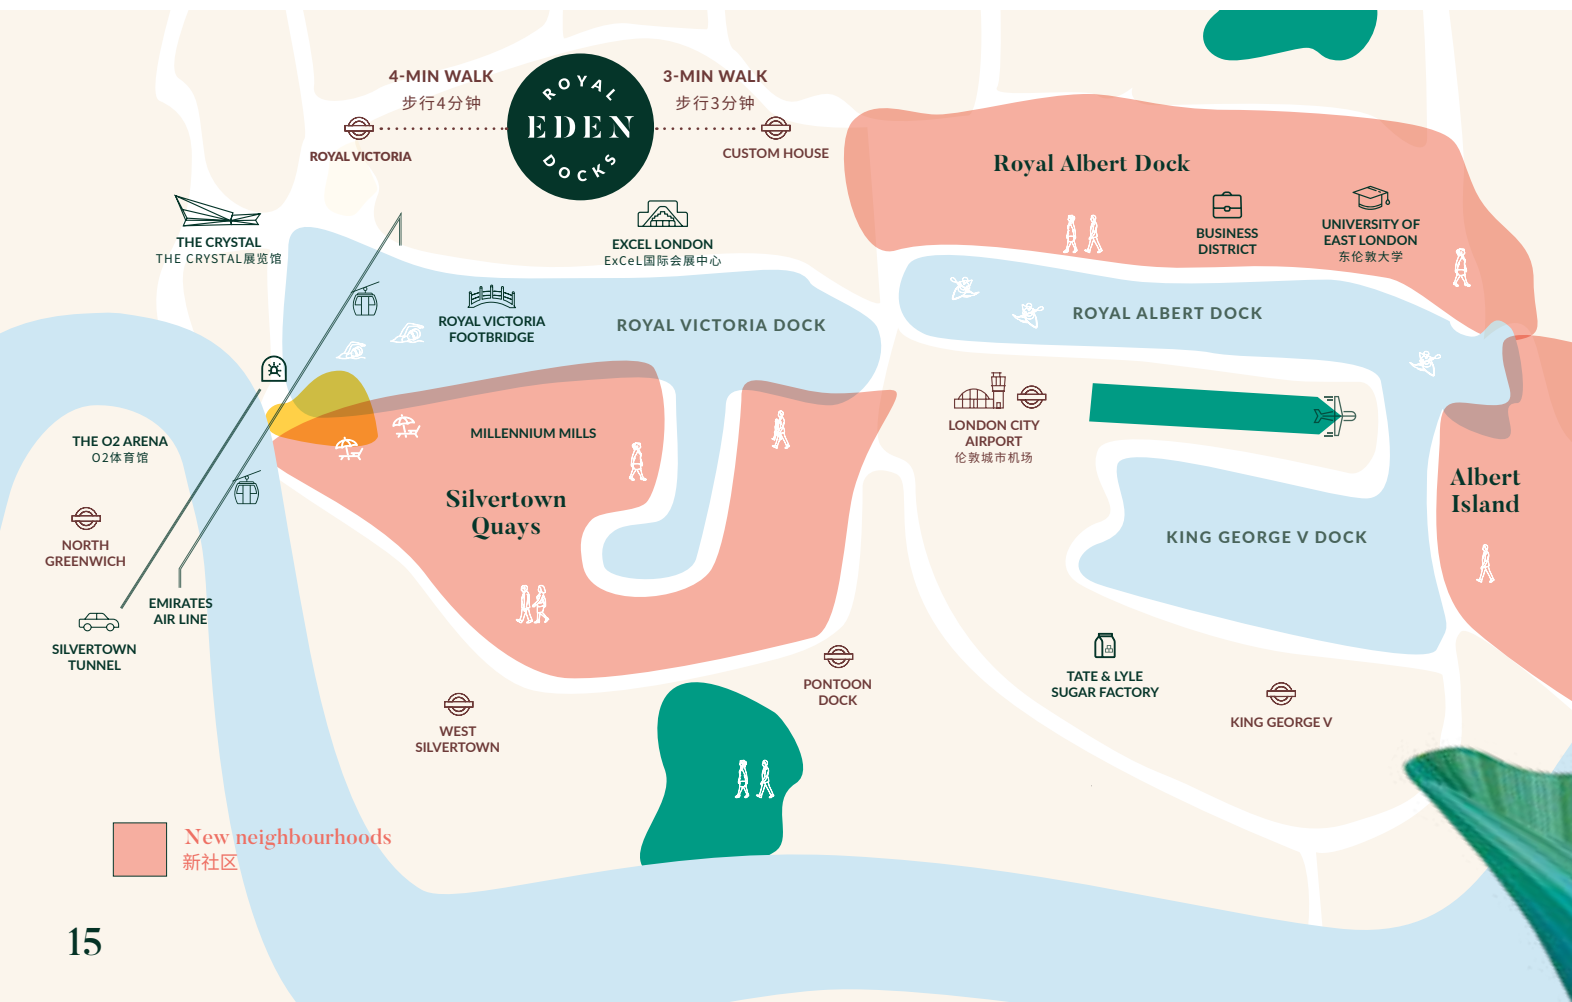 4-MIN WALK
步行4分钟
ROYAL
EDEN
DOCKS
3-MIN WALK
步行3分钟
ROYAL VICTORIA
CUSTOM HOUSE
Royal Albert Dock
THE CRYSTAL
THE CRYSTAL展览馆
EXCEL LONDON
ExCeL国际会展中心
BUSINESS
DISTRICT
UNIVERSITY OF
EAST LONDON
东伦敦大学
ROYAL VICTORIA
FOOTBRIDGE
ROYAL VICTORIA DOCK
ROYAL ALBERT DOCK
THE O2 ARENA
O2体育馆
MILLENNIUM MILLS
LONDON CITY
AIRPORT
伦敦城市机场
Silvertown
Quays
Albert
Island
NORTH
GREENWICH
KING GEORGE V DOCK
EMIRATES
AIR LINE
SILVERTOWN
TUNNEL
PONTOON
DOCK
TATE & LYLE
SUGAR FACTORY
WEST
SILVERTOWN
KING GEORGE V
New neighbourhoods
新社区
15